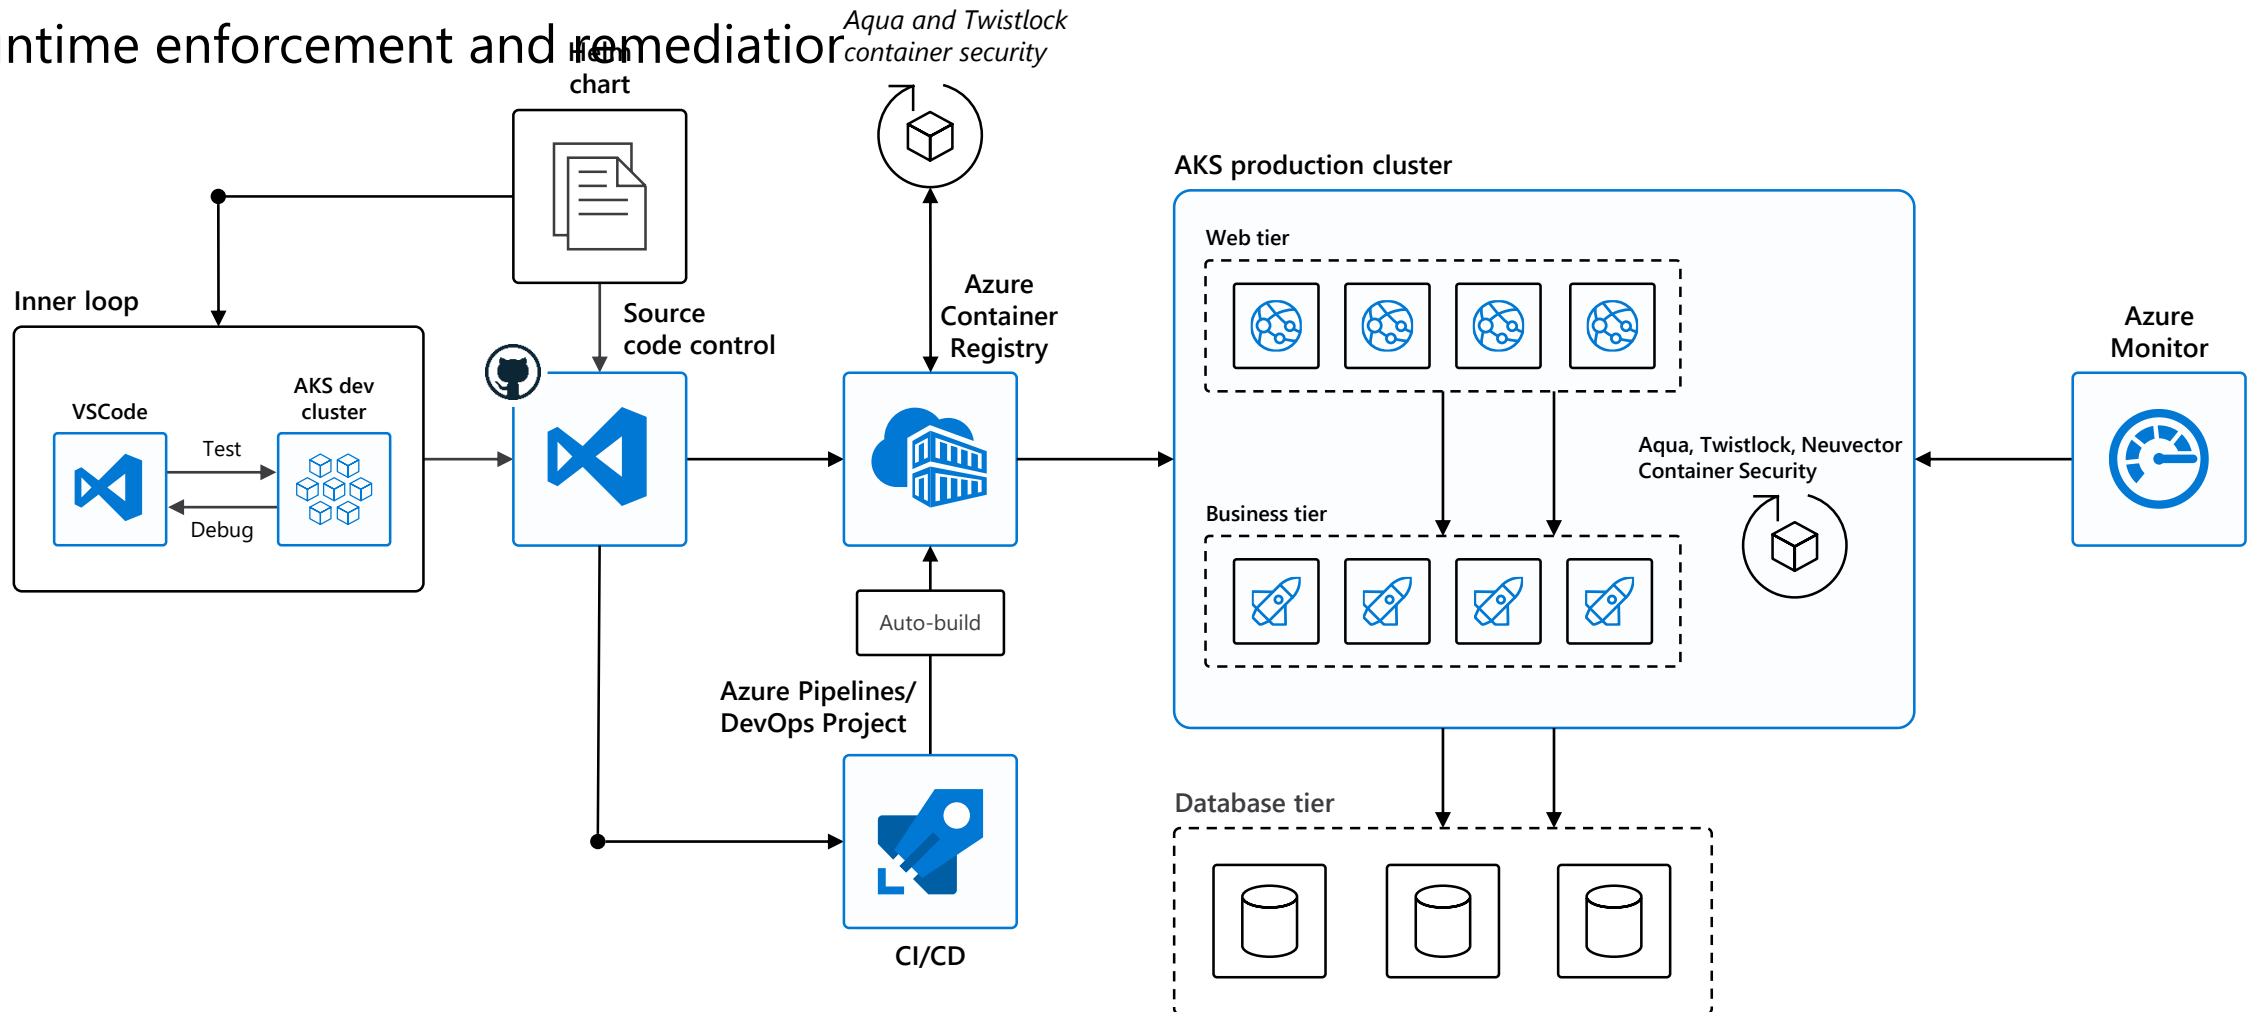 ntime enforcement and remediation
Aqua and Twistlock
container security
Helm
chart
AKS production cluster
Web tier
Inner loop
Source
code control
Azure
Container
Registry
Azure
Monitor
VSCode
AKS dev
cluster
Test
Debug
Aqua, Twistlock, Neuvector
Container Security
Business tier
Auto-build
Azure Pipelines/
DevOps Project
Database tier
CI/CD